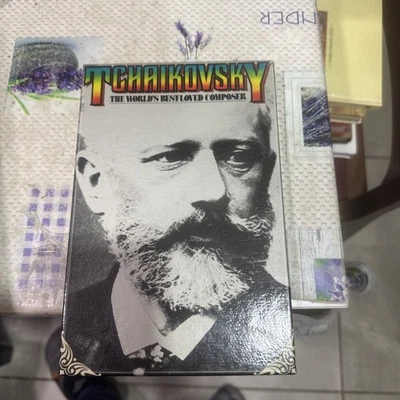 TCHAIKOVSKY
THE WORLD'S BEST LOVED COMPOSER